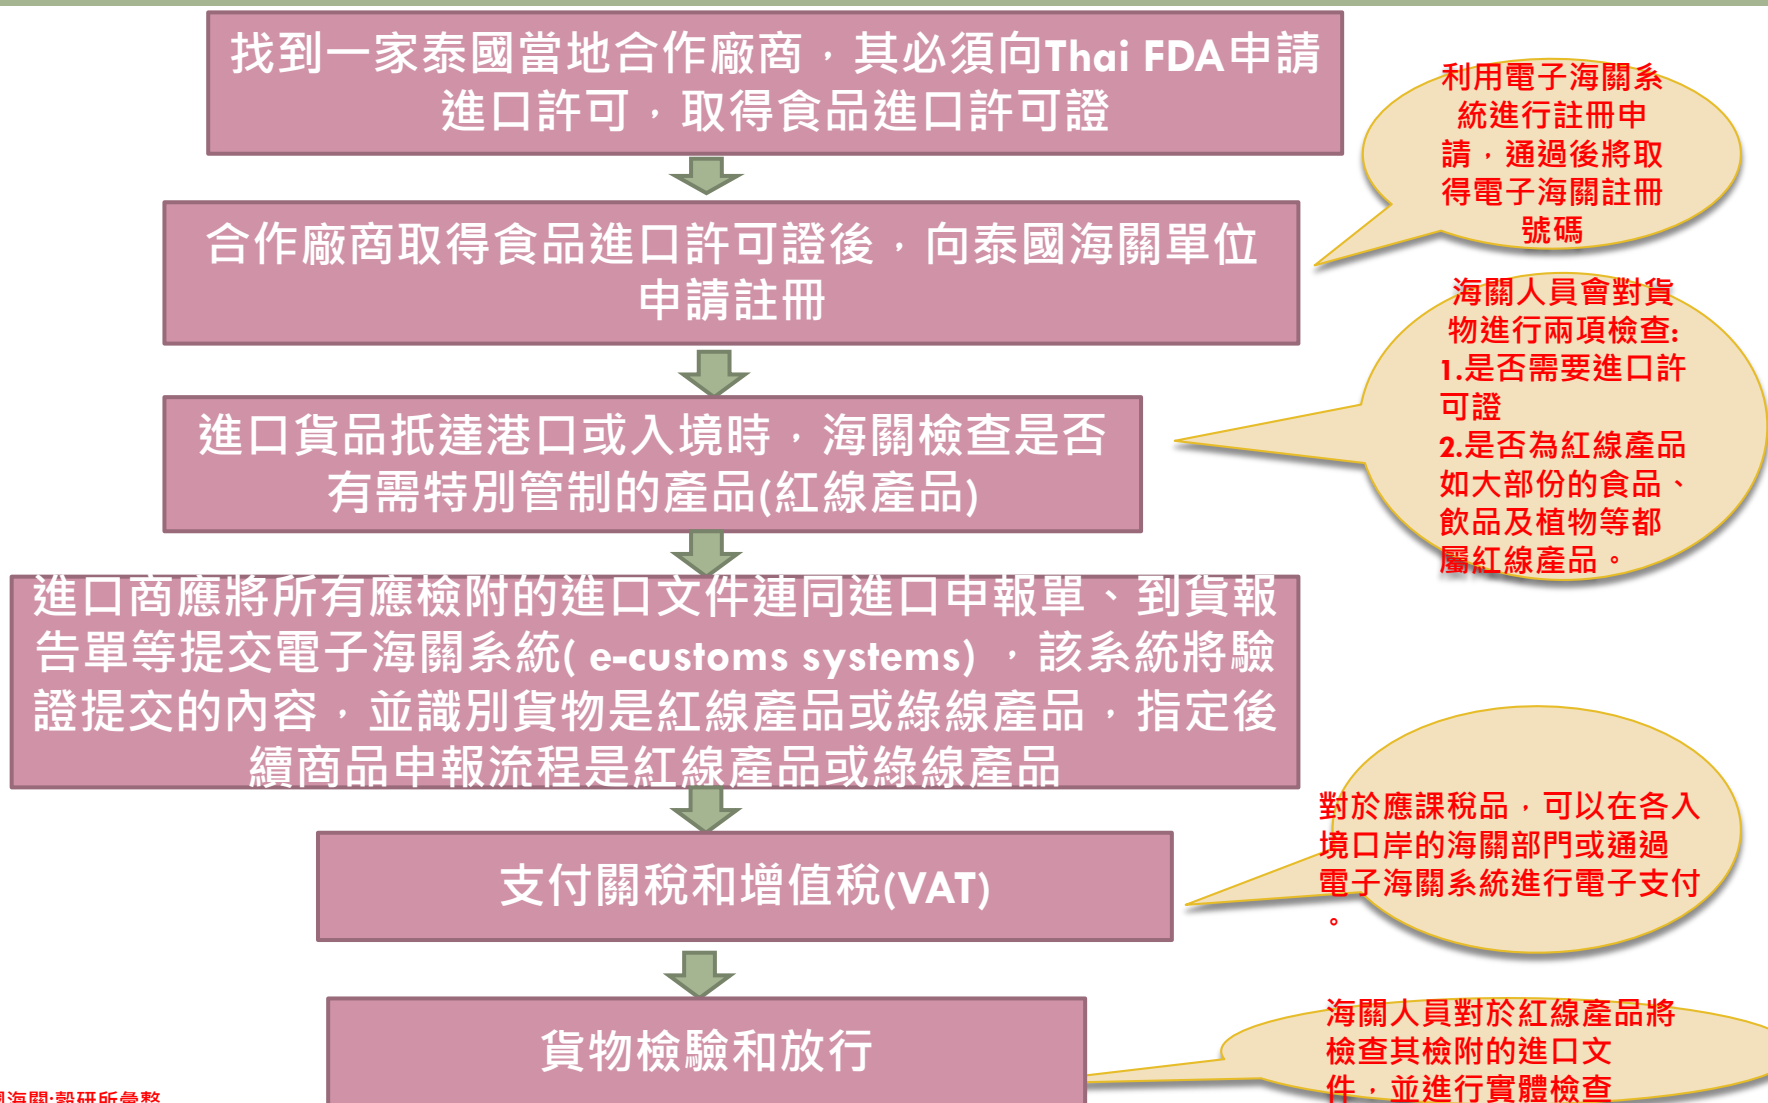 找到一家泰國當地合作廠商，其必須向Thai FDA申請
進口許可，取得食品進口許可證
利用電子海關系
統進行註冊申
請，通過後將取
得電子海關註冊
號碼
合作廠商取得食品進口許可證後，向泰國海關單位
申請註冊
海關人員會對貨
物進行兩項檢查:
1.是否需要進口許
可證
2.是否為紅線產品
如大部份的食品、
飲品及植物等都
屬紅線產品。
進口貨品抵達港口或入境時，海關檢查是否
有需特別管制的產品(紅線產品)
進口商應將所有應檢附的進口文件連同進口申報單、到貨報
告單等提交電子海關系統( e-customs systems) ，該系統將驗
證提交的內容，並識別貨物是紅線產品或綠線產品，指定後
續商品申報流程是紅線產品或綠線產品
對於應課稅品，可以在各入
境口岸的海關部門或通過
電子海關系統進行電子支付
。
支付關稅和增值稅(VAT)
海關人員對於紅線產品將
檢查其檢附的進口文
件，並進行實體檢查
貨物檢驗和放行
海關;穀研所彙整